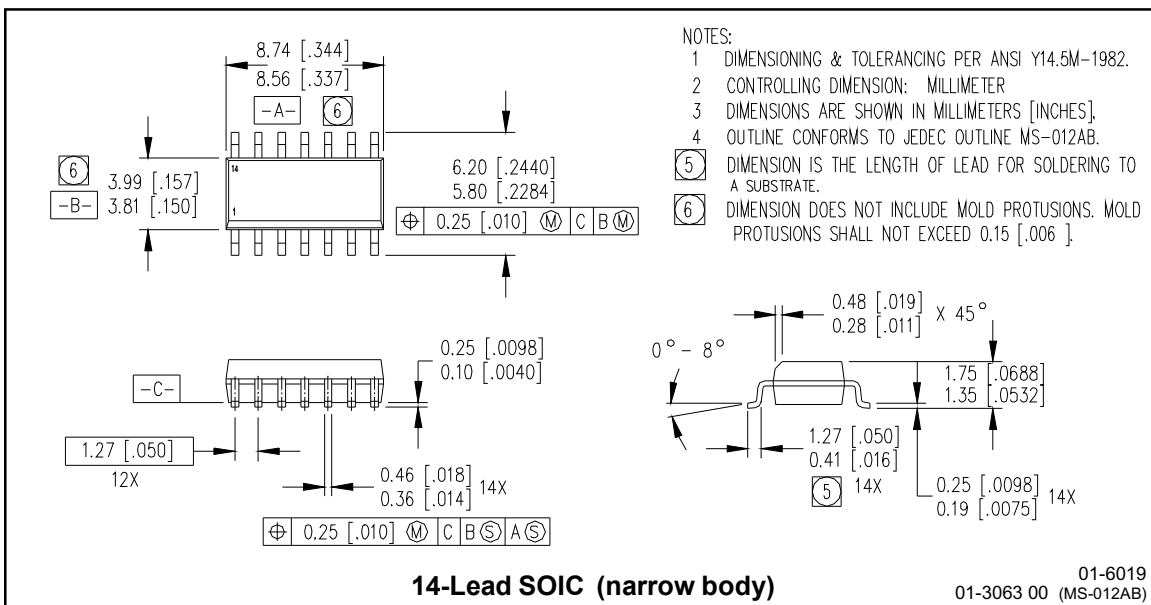 8.74 [.344]
8.56 [.337]
-A-
6
14
1
6
-B-
3.99 [.157]
3.81 [.150]
6.20 [.2440]
5.80 [.2284]
⌖ 0.25 [.010] Ⓜ C B Ⓜ
NOTES:
1 DIMENSIONING & TOLERANCING PER ANSI Y14.5M-1982.
2 CONTROLLING DIMENSION: MILLIMETER
3 DIMENSIONS ARE SHOWN IN MILLIMETERS [INCHES].
4 OUTLINE CONFORMS TO JEDEC OUTLINE MS-012AB.
5 DIMENSION IS THE LENGTH OF LEAD FOR SOLDERING TO
A SUBSTRATE.
6 DIMENSION DOES NOT INCLUDE MOLD PROTUSIONS. MOLD
PROTUSIONS SHALL NOT EXCEED 0.15 [.006 ].
-C-
0.25 [.0098]
0.10 [.0040]
1.27 [.050]
12X
0.46 [.018]
0.36 [.014] 14X
⌖ 0.25 [.010] Ⓜ C B Ⓢ A Ⓢ
0.48 [.019]
0.28 [.011] X 45°
0°- 8°
1.75 [.0688]
1.35 [.0532]
1.27 [.050]
0.41 [.016]
5 14X
0.25 [.0098]
0.19 [.0075] 14X
14-Lead SOIC (narrow body)
01-6019
01-3063 00 (MS-012AB)